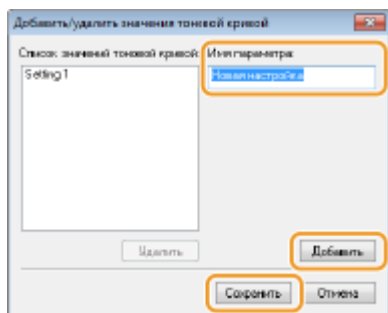 Добавить/удалить значения тоновой кривой
Список значений тоновой кривой:
Имя параметра:
Setting 1
Новая настройка
Удалить
Добавить
Сохранить
Отмена